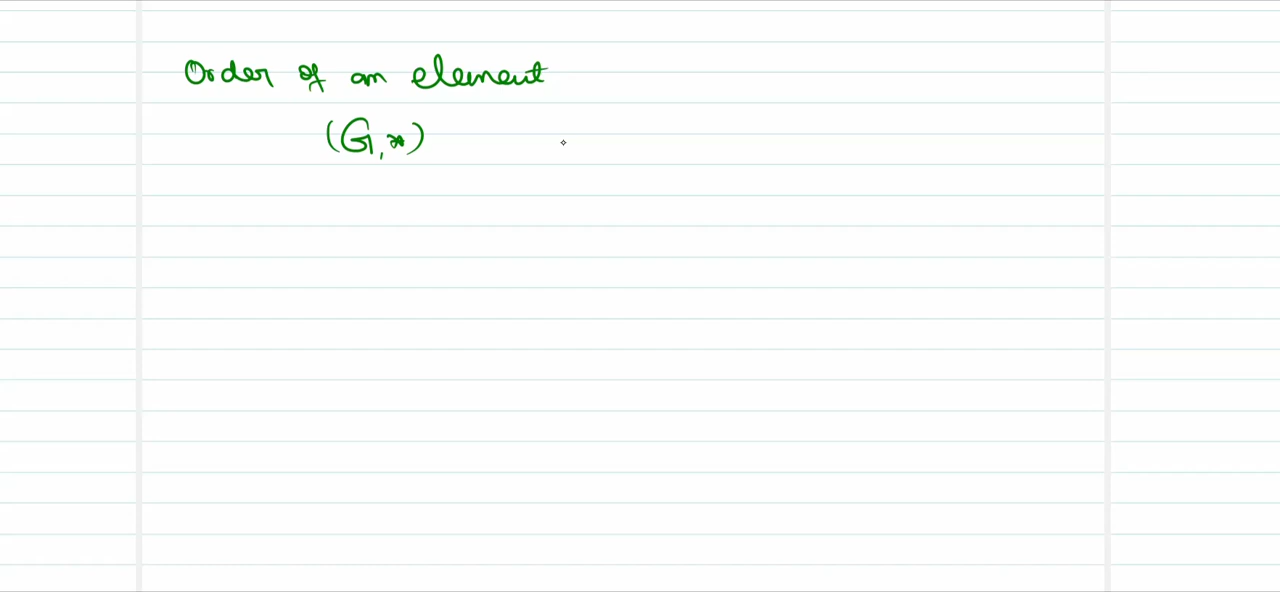 Order of an element
(G, *)